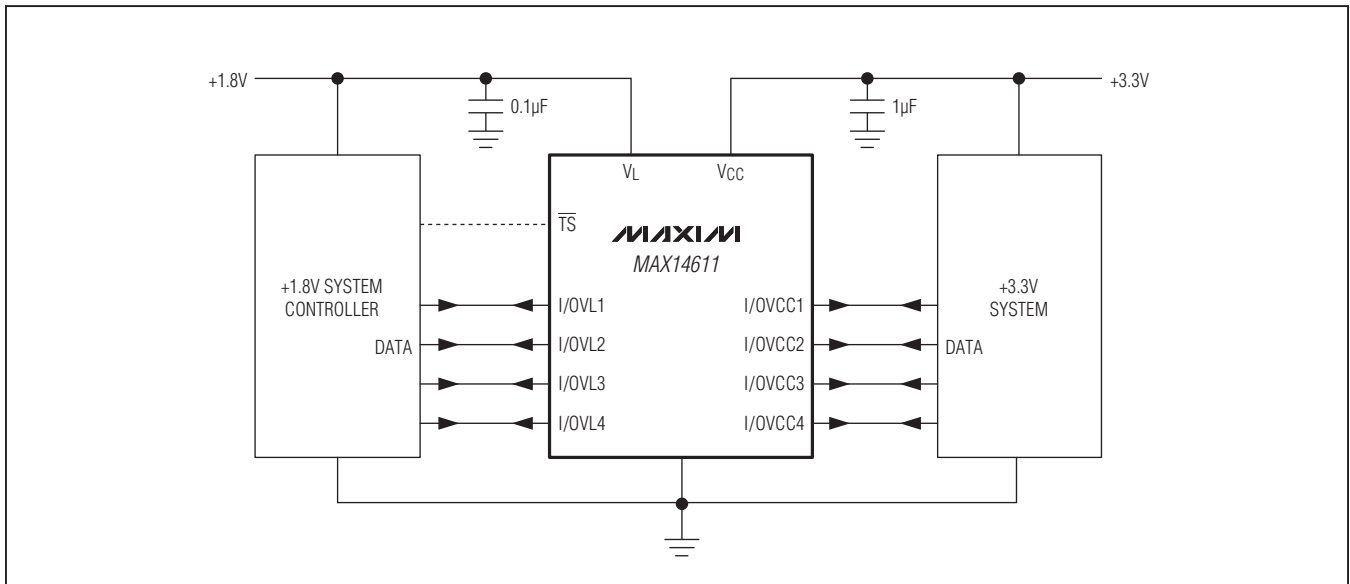 +1.8V
0.1µF
1µF
+3.3V
VL
VCC
TS
MAXIM
MAX14611
+1.8V SYSTEM
CONTROLLER
DATA
I/OVL1
I/OVL2
I/OVL3
I/OVL4
I/OVCC1
I/OVCC2
I/OVCC3
I/OVCC4
+3.3V
SYSTEM
DATA